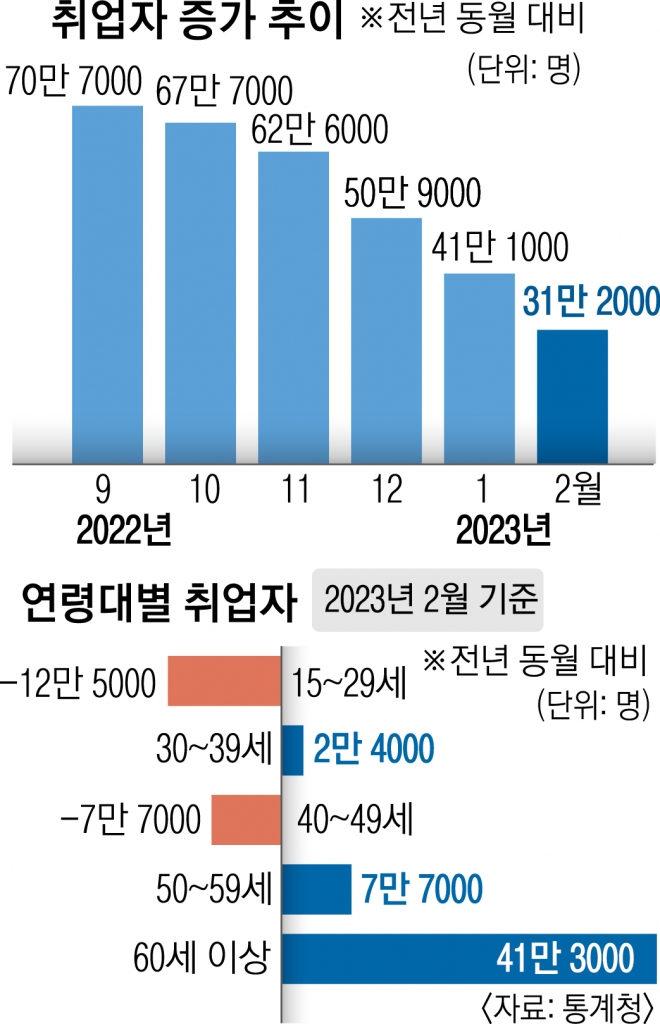 취업자 증가 추이 ※전년 동월 대비
(단위: 명)
70만 7000
67만 7000
62만 6000
50만 9000
41만 1000
31만 2000
9 10 11 12 1 2월
2022년 2023년
연령대별 취업자 2023년 2월 기준
※전년 동월 대비
(단위: 명)
-12만 5000 15~29세
30~39세 2만 4000
-7만 7000 40~49세
50~59세 7만 7000
60세 이상 41만 3000
〈자료: 통계청〉